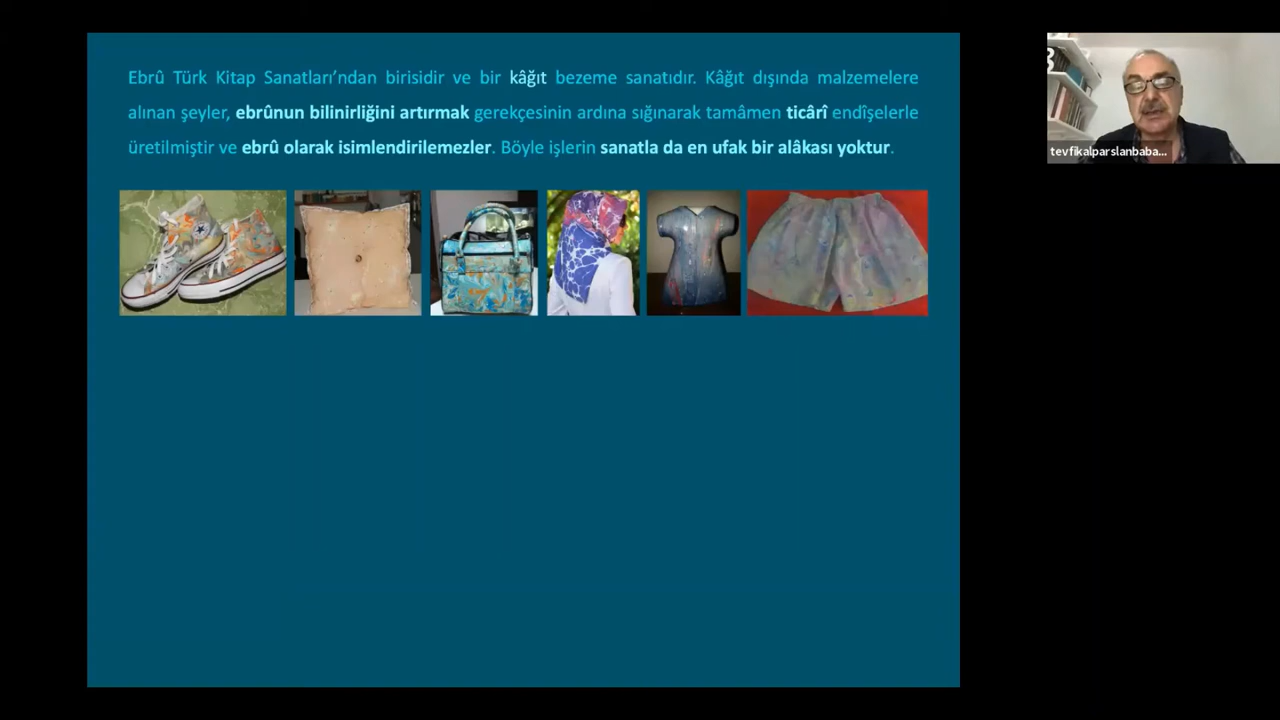 Ebrû Türk Kitap Sanatları’ndan birisidir ve bir kâğıt bezeme sanatıdır. Kâğıt dışında malzemelere
alınan şeyler, ebrûnun bilinirliğini artırmak gerekçesinin ardına sığınarak tamâmen ticârî endîşelerle
üretilmiştir ve ebrû olarak isimlendirilemezler. Böyle işlerin sanatla da en ufak bir alâkası yoktur.
tevfikalparslanbaba...